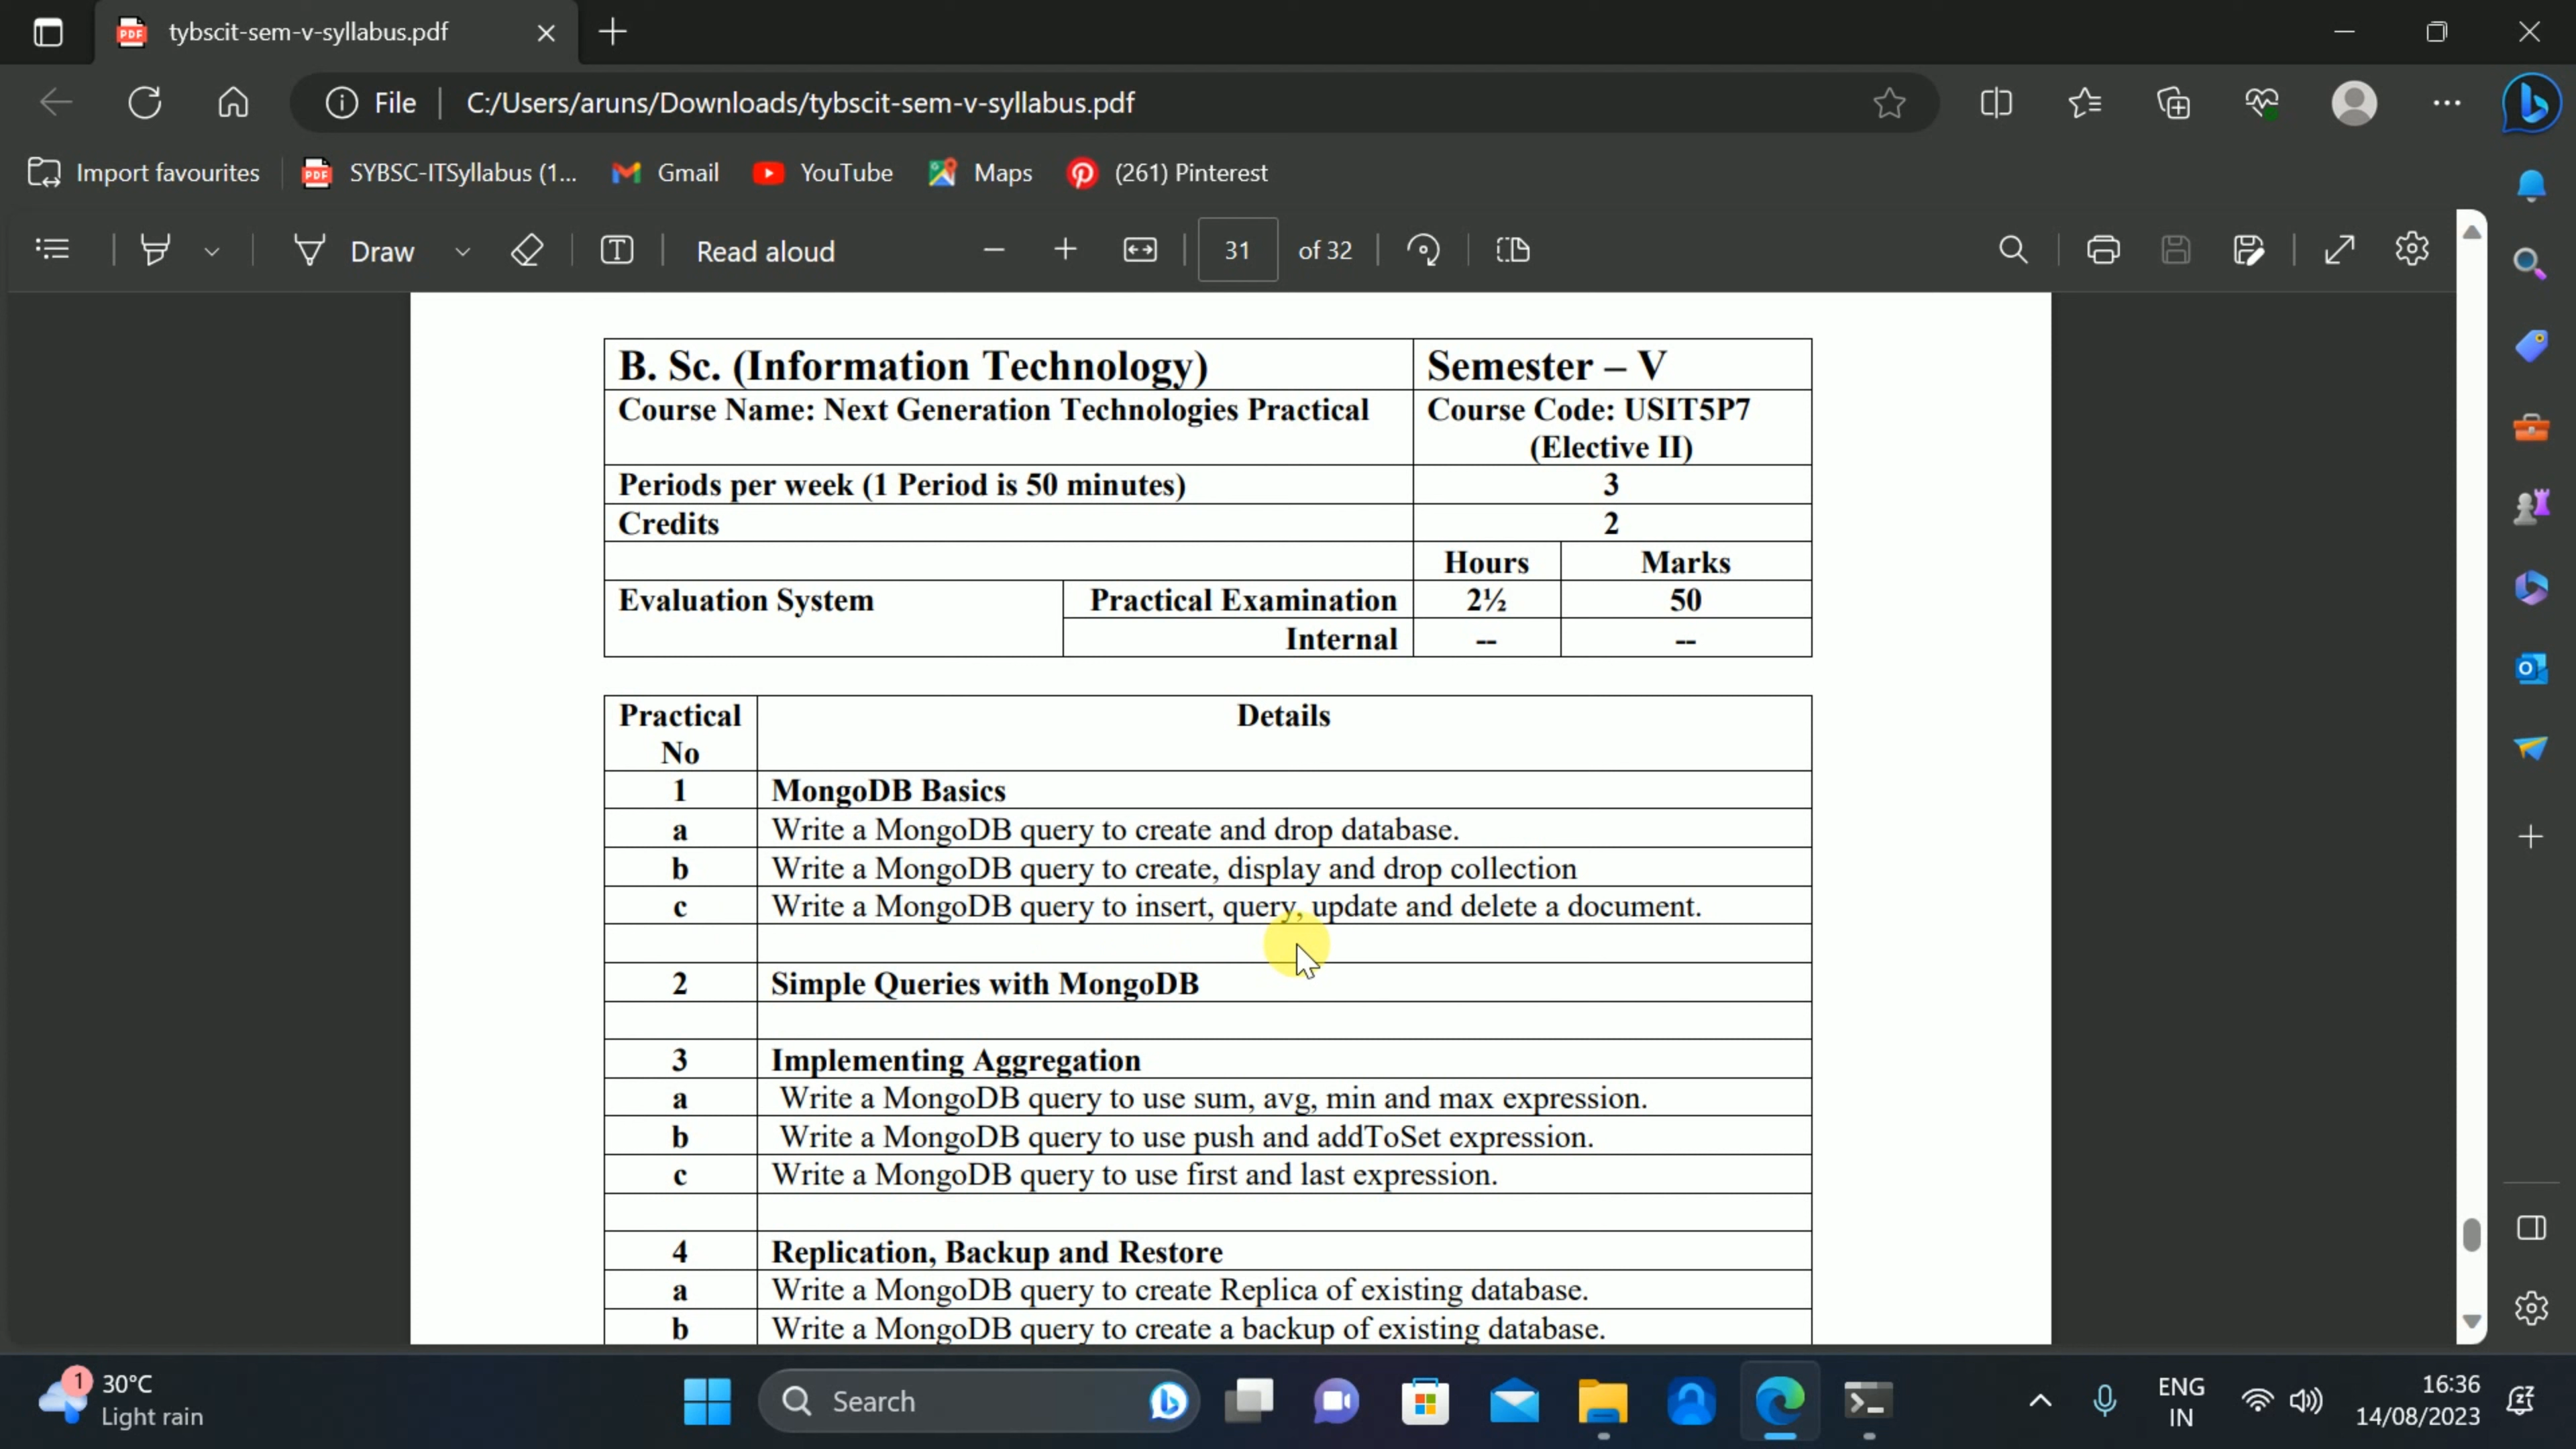 tybscit-sem-v-syllabus.pdf
File C:/Users/aruns/Downloads/tybscit-sem-v-syllabus.pdf
Import favourites SYBSC-ITSyllabus (1... Gmail YouTube Maps (261) Pinterest
Draw Read aloud 31 of 32
B. Sc. (Information Technology) Semester – V
Course Name: Next Generation Technologies Practical Course Code: USIT5P7
(Elective II)
Periods per week (1 Period is 50 minutes) 3
Credits 2
Hours Marks
Evaluation System Practical Examination 2½ 50
Internal -- --
Practical Details
No
1 MongoDB Basics
a Write a MongoDB query to create and drop database.
b Write a MongoDB query to create, display and drop collection
c Write a MongoDB query to insert, query, update and delete a document.
2 Simple Queries with MongoDB
3 Implementing Aggregation
a Write a MongoDB query to use sum, avg, min and max expression.
b Write a MongoDB query to use push and addToSet expression.
c Write a MongoDB query to use first and last expression.
4 Replication, Backup and Restore
a Write a MongoDB query to create Replica of existing database.
b Write a MongoDB query to create a backup of existing database.
1 30°C
Light rain
Search
ENG
IN
16:36
14/08/2023